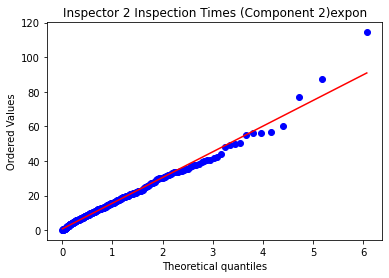 Inspector 2 Inspection Times (Component 2)expon
120
100
80
60
40
20
0
Ordered Values
0 1 2 3 4 5 6
Theoretical quantiles